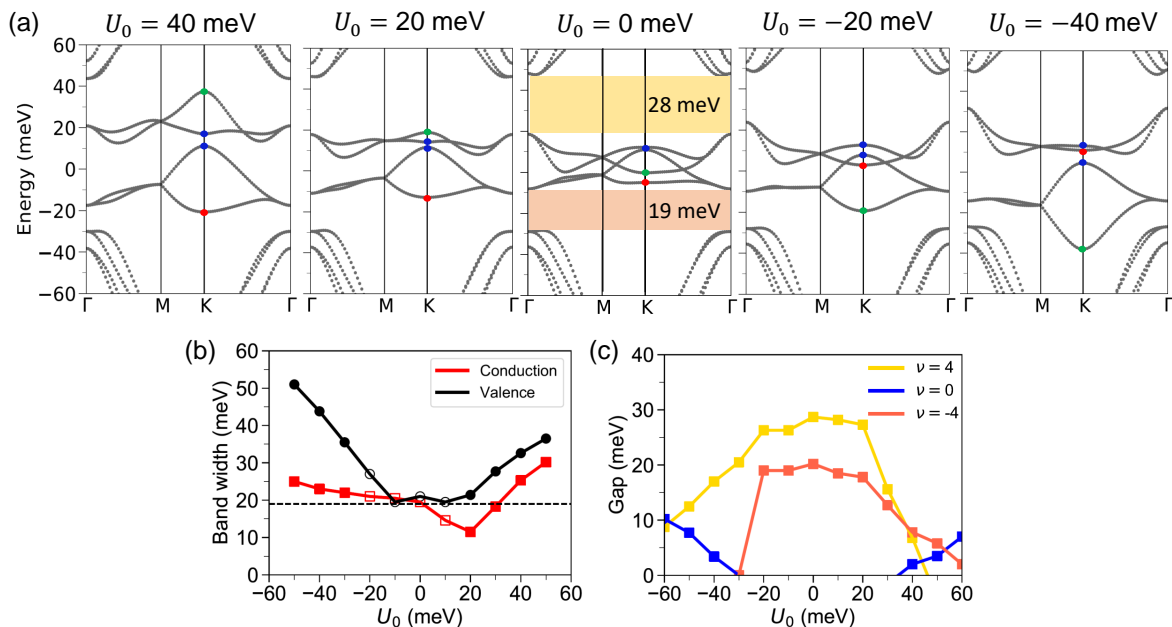 (a) U₀ = 40 meV U₀ = 20 meV U₀ = 0 meV U₀ = −20 meV U₀ = −40 meV
Energy (meV)
60
40
20
0
−20
−40
−60
28 meV
19 meV
Γ M K Γ Γ M K Γ Γ M K Γ Γ M K Γ Γ M K Γ
(b)
Band width (meV)
60
50
40
30
20
10
0
Conduction
Valence
−60 −40 −20 0 20 40 60
U₀ (meV)
(c)
Gap (meV)
40
30
20
10
0
ν = 4
ν = 0
ν = -4
−60 −40 −20 0 20 40 60
U₀ (meV)